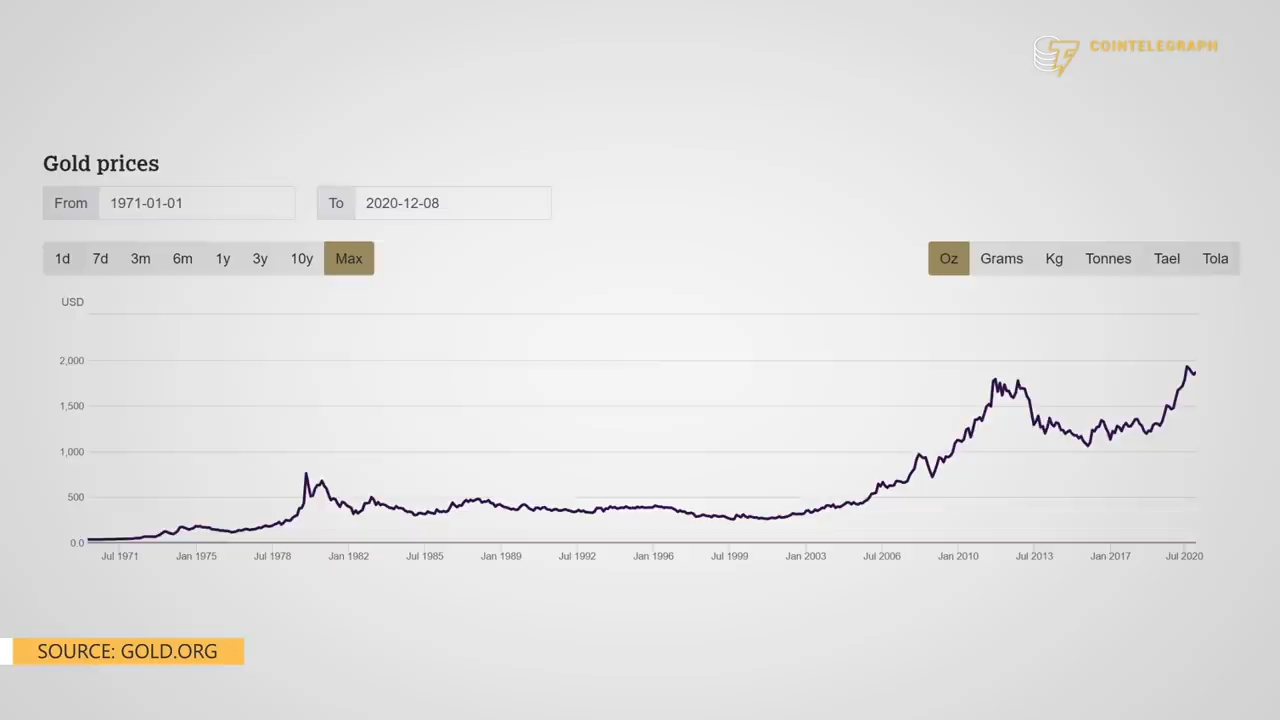 COINTELEGRAPH
Gold prices
From 1971-01-01 To 2020-12-08
1d 7d 3m 6m 1y 3y 10y Max Oz Grams Kg Tonnes Tael Tola
USD
2,000
1,500
1,000
500
0.0
Jul 1971 Jan 1975 Jul 1978 Jan 1982 Jul 1985 Jan 1989 Jul 1992 Jan 1996 Jul 1999 Jan 2003 Jul 2006 Jan 2010 Jul 2013 Jan 2017 Jul 2020
SOURCE: GOLD.ORG